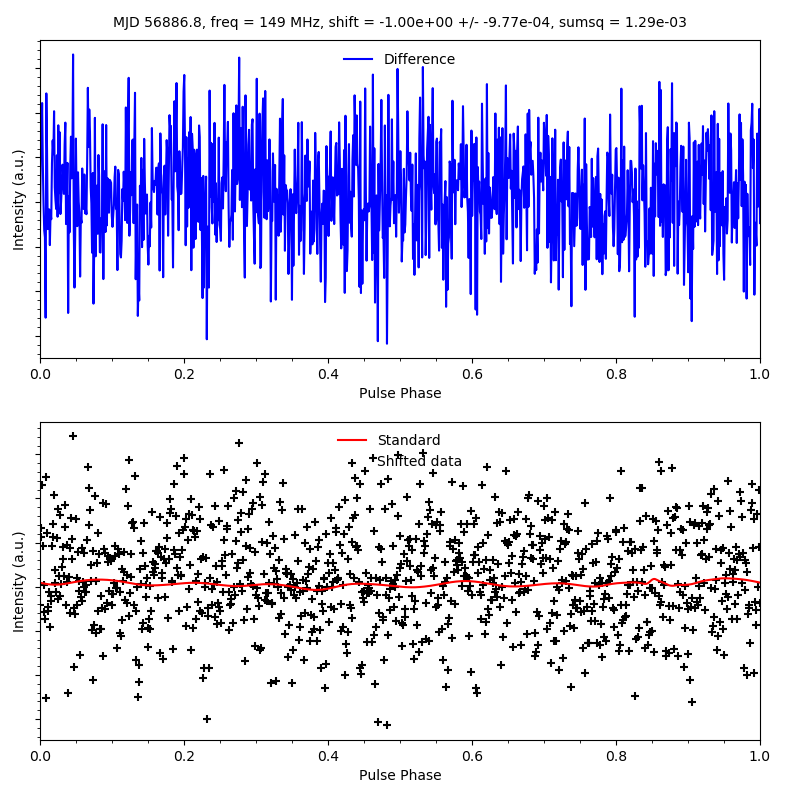 MJD 56886.8, freq = 149 MHz, shift = -1.00e+00 +/- -9.77e-04, sumsq = 1.29e-03
Difference
Intensity (a.u.)
0.0 0.2 0.4 0.6 0.8 1.0
Pulse Phase
Standard
Shifted data
Intensity (a.u.)
0.0 0.2 0.4 0.6 0.8 1.0
Pulse Phase